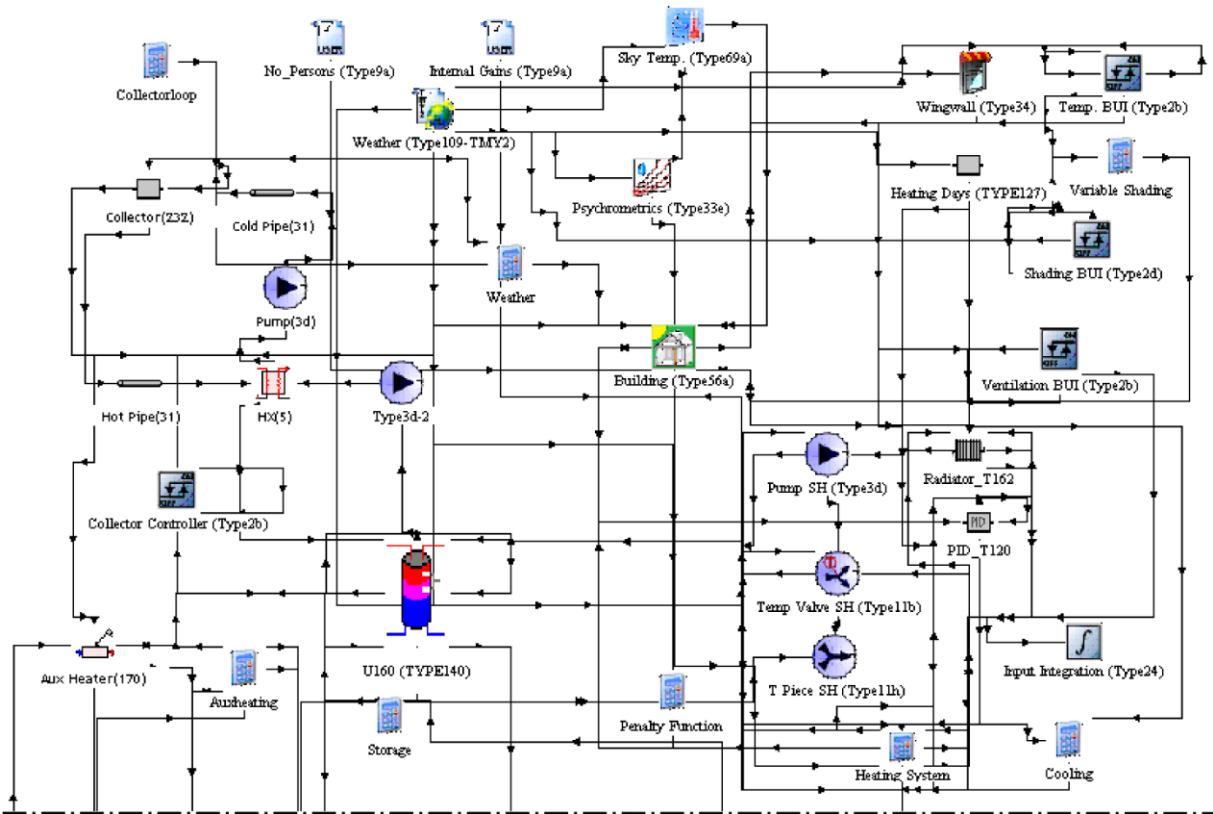 USER
USER
No_Persons (Type9a)
Internal Gains (Type9a)
Sky Temp. (Type69a)
Collectorloop
Wingwall (Type34)
Temp. BUI (Type2b)
Weather (Type109-TMY2)
Psychrometrics (Type33e)
Heating Days (TYPE127)
Variable Shading
Collector(232)
Cold Pipe(31)
Shading BUI (Type2d)
Weather
Pump(3d)
Building (Type56a)
Ventilation BUI (Type2b)
Hot Pipe(31)
HX(5)
Type3d-2
Pump SH (Type3d)
Radiator_T162
Collector Controller (Type2b)
PID
PID_T120
Temp Valve SH (Type11b)
U160 (TYPE140)
Aux Heater(170)
Auxheating
T Piece SH (Type11h)
Input Integration (Type24)
Storage
Penalty Function
Heating System
Cooling